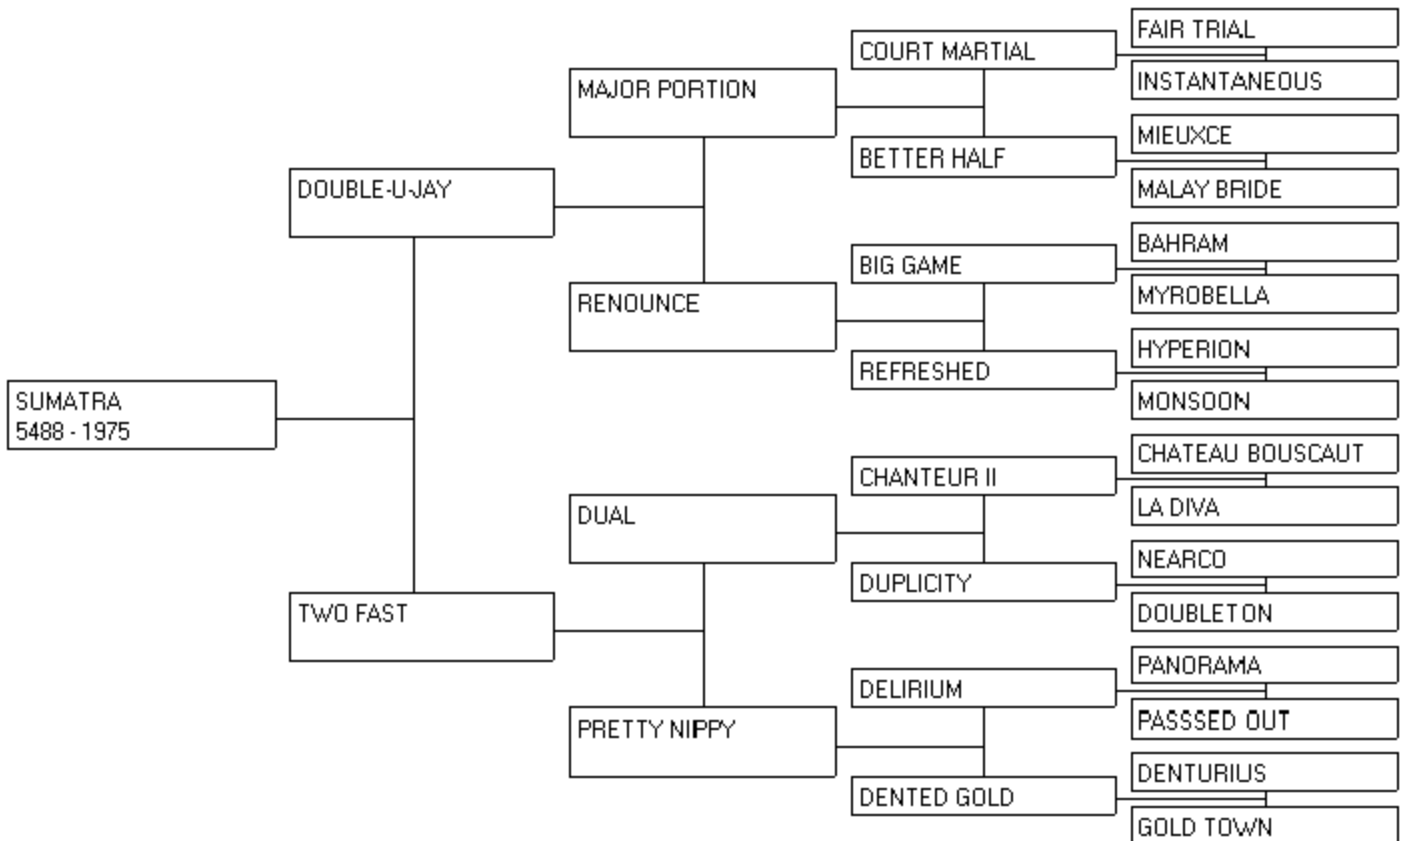 FAIR TRIAL
COURT MARTIAL
INSTANTANEOUS
MAJOR PORTION
MIEUXCE
BETTER HALF
MALAY BRIDE
DOUBLE-U-JAY
BAHRAM
BIG GAME
MYROBELLA
RENOUNCE
HYPERION
REFRESHED
MONSOON
SUMATRA
5488 - 1975
CHATEAU BOUSCAUT
CHANTEUR II
LA DIVA
DUAL
NEARCO
DUPLICITY
DOUBLETON
TWO FAST
PANORAMA
DELIRIUM
PASSSED OUT
PRETTY NIPPY
DENTURIUS
DENTED GOLD
GOLD TOWN